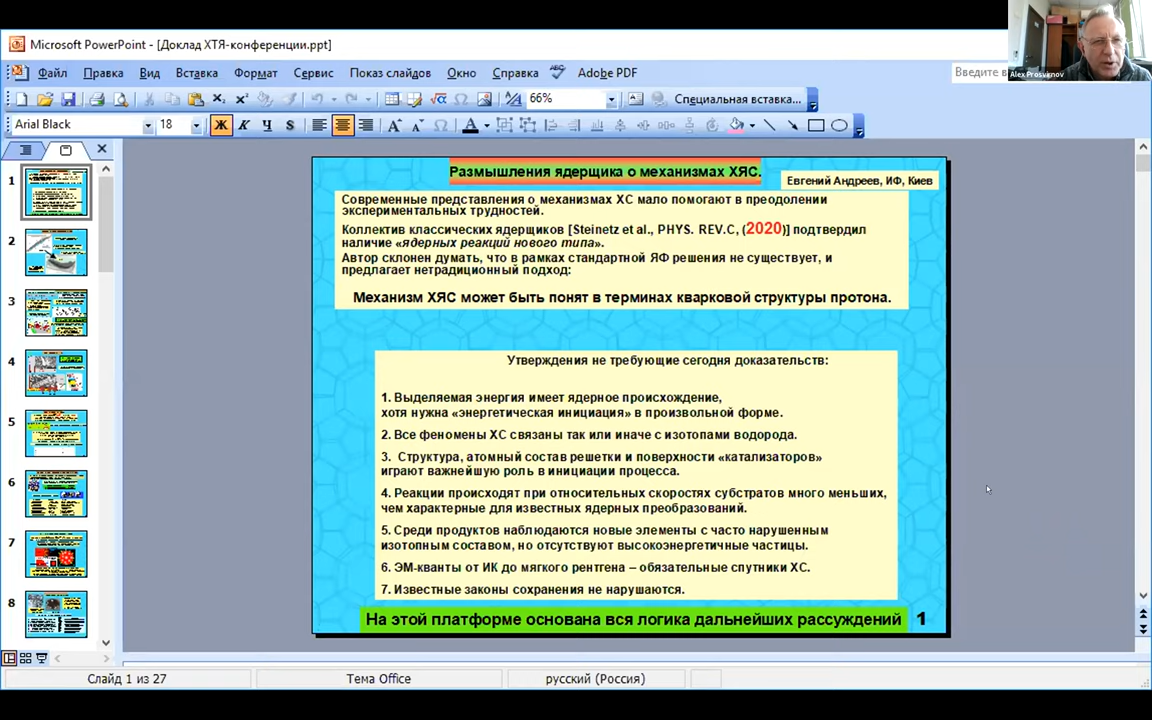 Microsoft PowerPoint - [Доклад ХТЯ-конференции.ppt]
Файл Правка Вид Вставка Формат Сервис Показ слайдов Окно Справка Adobe PDF
Введите в
Alex Prosvirnov
66%
Специальная вставка...
Arial Black 18 Ж К Ч S
Размышления ядерщика о механизмах ХЯС.
Евгений Андреев, ИФ, Киев
Современные представления о механизмах ХС мало помогают в преодолении
экспериментальных трудностей.
Коллектив классических ядерщиков [Steinetz et al., PHYS. REV.C, (2020)] подтвердил
наличие «ядерных реакций нового типа».
Автор склонен думать, что в рамках стандартной ЯФ решения не существует, и
предлагает нетрадиционный подход:
Механизм ХЯС может быть понят в терминах кварковой структуры протона.
Утверждения не требующие сегодня доказательств:
1. Выделяемая энергия имеет ядерное происхождение,
хотя нужна «энергетическая инициация» в произвольной форме.
2. Все феномены ХС связаны так или иначе с изотопами водорода.
3. Структура, атомный состав решетки и поверхности «катализаторов»
играют важнейшую роль в инициации процесса.
4. Реакции происходят при относительных скоростях субстратов много меньших,
чем характерные для известных ядерных преобразований.
5. Среди продуктов наблюдаются новые элементы с часто нарушенным
изотопным составом, но отсутствуют высокоэнергетичные частицы.
6. ЭМ-кванты от ИК до мягкого рентгена – обязательные спутники ХС.
7. Известные законы сохранения не нарушаются.
На этой платформе основана вся логика дальнейших рассуждений 1
1
2
3
4
5
6
7
8
Слайд 1 из 27
Тема Office
русский (Россия)